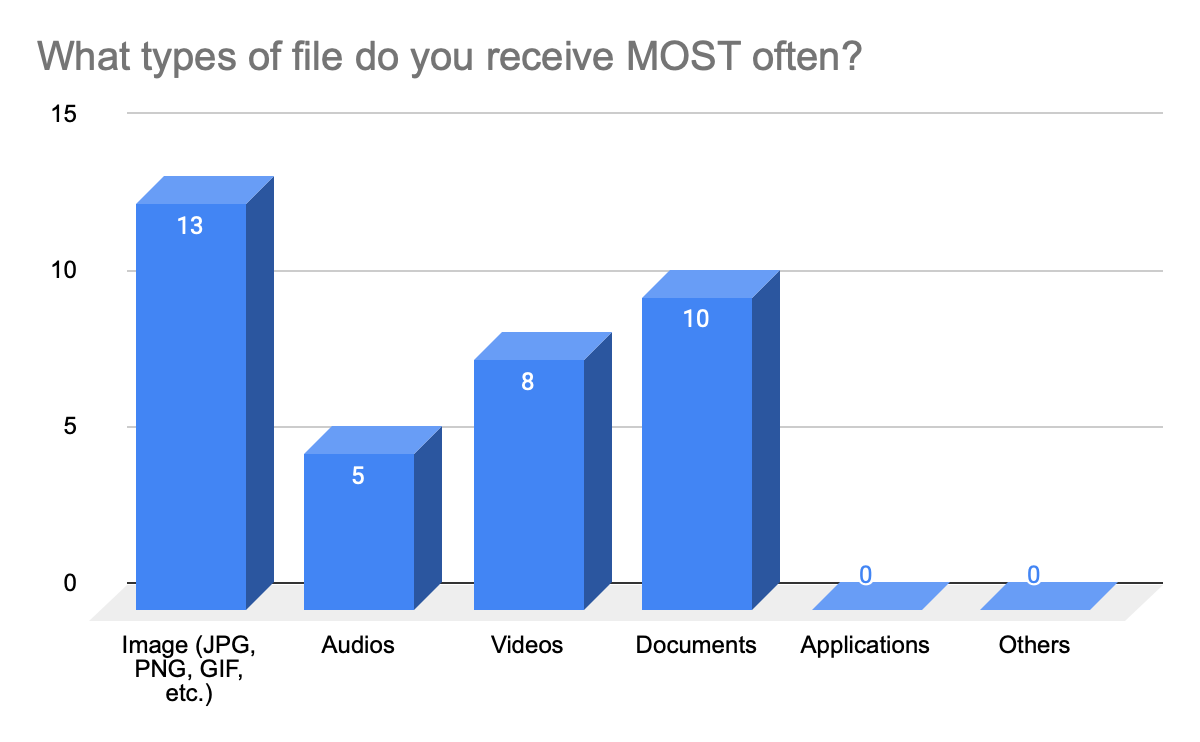 What types of file do you receive MOST often?
15
10
5
0
13
5
8
10
0
0
Image (JPG,
PNG, GIF,
etc.)
Audios
Videos
Documents
Applications
Others